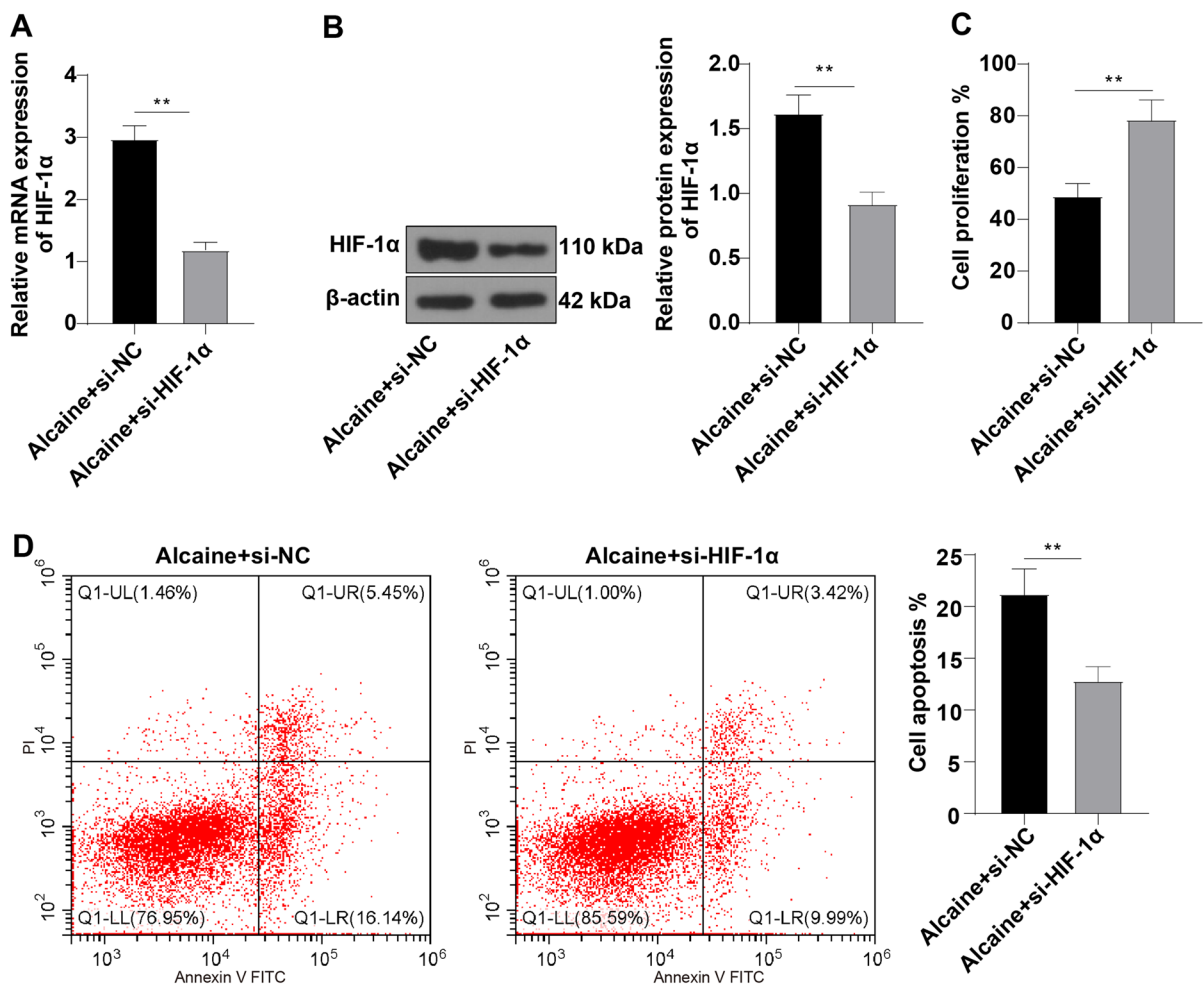 A
Relative mRNA expression
of HIF-1α
4
3
2
1
0
**
Alcaine+si-NC
Alcaine+si-HIF-1α
B
HIF-1α
110 kDa
β-actin
42 kDa
Alcaine+si-NC
Alcaine+si-HIF-1α
Relative protein expression
of HIF-1α
2.0
1.5
1.0
0.5
0.0
**
Alcaine+si-NC
Alcaine+si-HIF-1α
C
Cell proliferation %
100
80
60
40
20
0
**
Alcaine+si-NC
Alcaine+si-HIF-1α
D
Alcaine+si-NC
Q1-UL(1.46%)
Q1-UR(5.45%)
Q1-LL(76.95%)
Q1-LR(16.14%)
PI
10⁶
10⁵
10⁴
10³
10²
10³
10⁴
10⁵
10⁶
Annexin V FITC
Alcaine+si-HIF-1α
Q1-UL(1.00%)
Q1-UR(3.42%)
Q1-LL(85.59%)
Q1-LR(9.99%)
PI
10⁶
10⁵
10⁴
10³
10²
10³
10⁴
10⁵
10⁶
Annexin V FITC
Cell apoptosis %
25
20
15
10
5
0
**
Alcaine+si-NC
Alcaine+si-HIF-1α